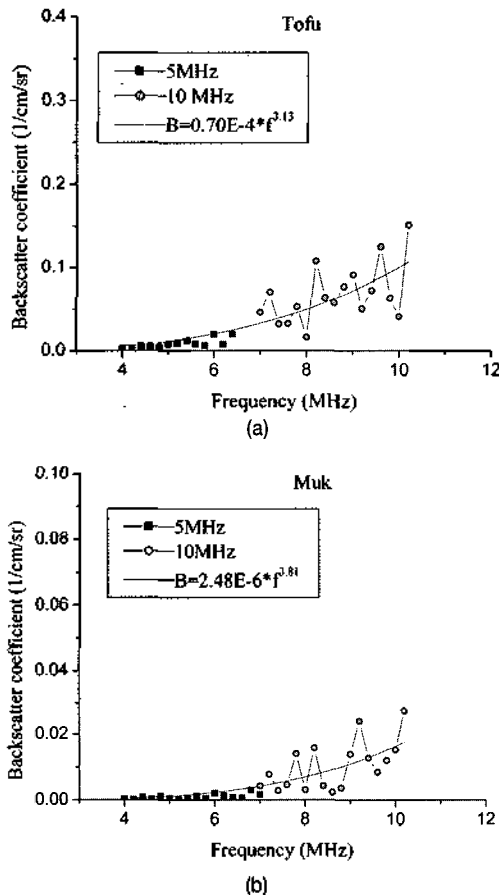 Tofu
0.4
0.3
0.2
0.1
0.0
Backscatter coefficient (1/cm/sr)
5MHz
10 MHz
B=0.70E-4*f^3.13
4 6 8 10 12
Frequency (MHz)
(a)
Muk
0.10
0.08
0.06
0.04
0.02
0.00
Backscatter coefficient (1/cm/sr)
5MHz
10MHz
B=2.48E-6*f^3.81
4 6 8 10 12
Frequency (MHz)
(b)